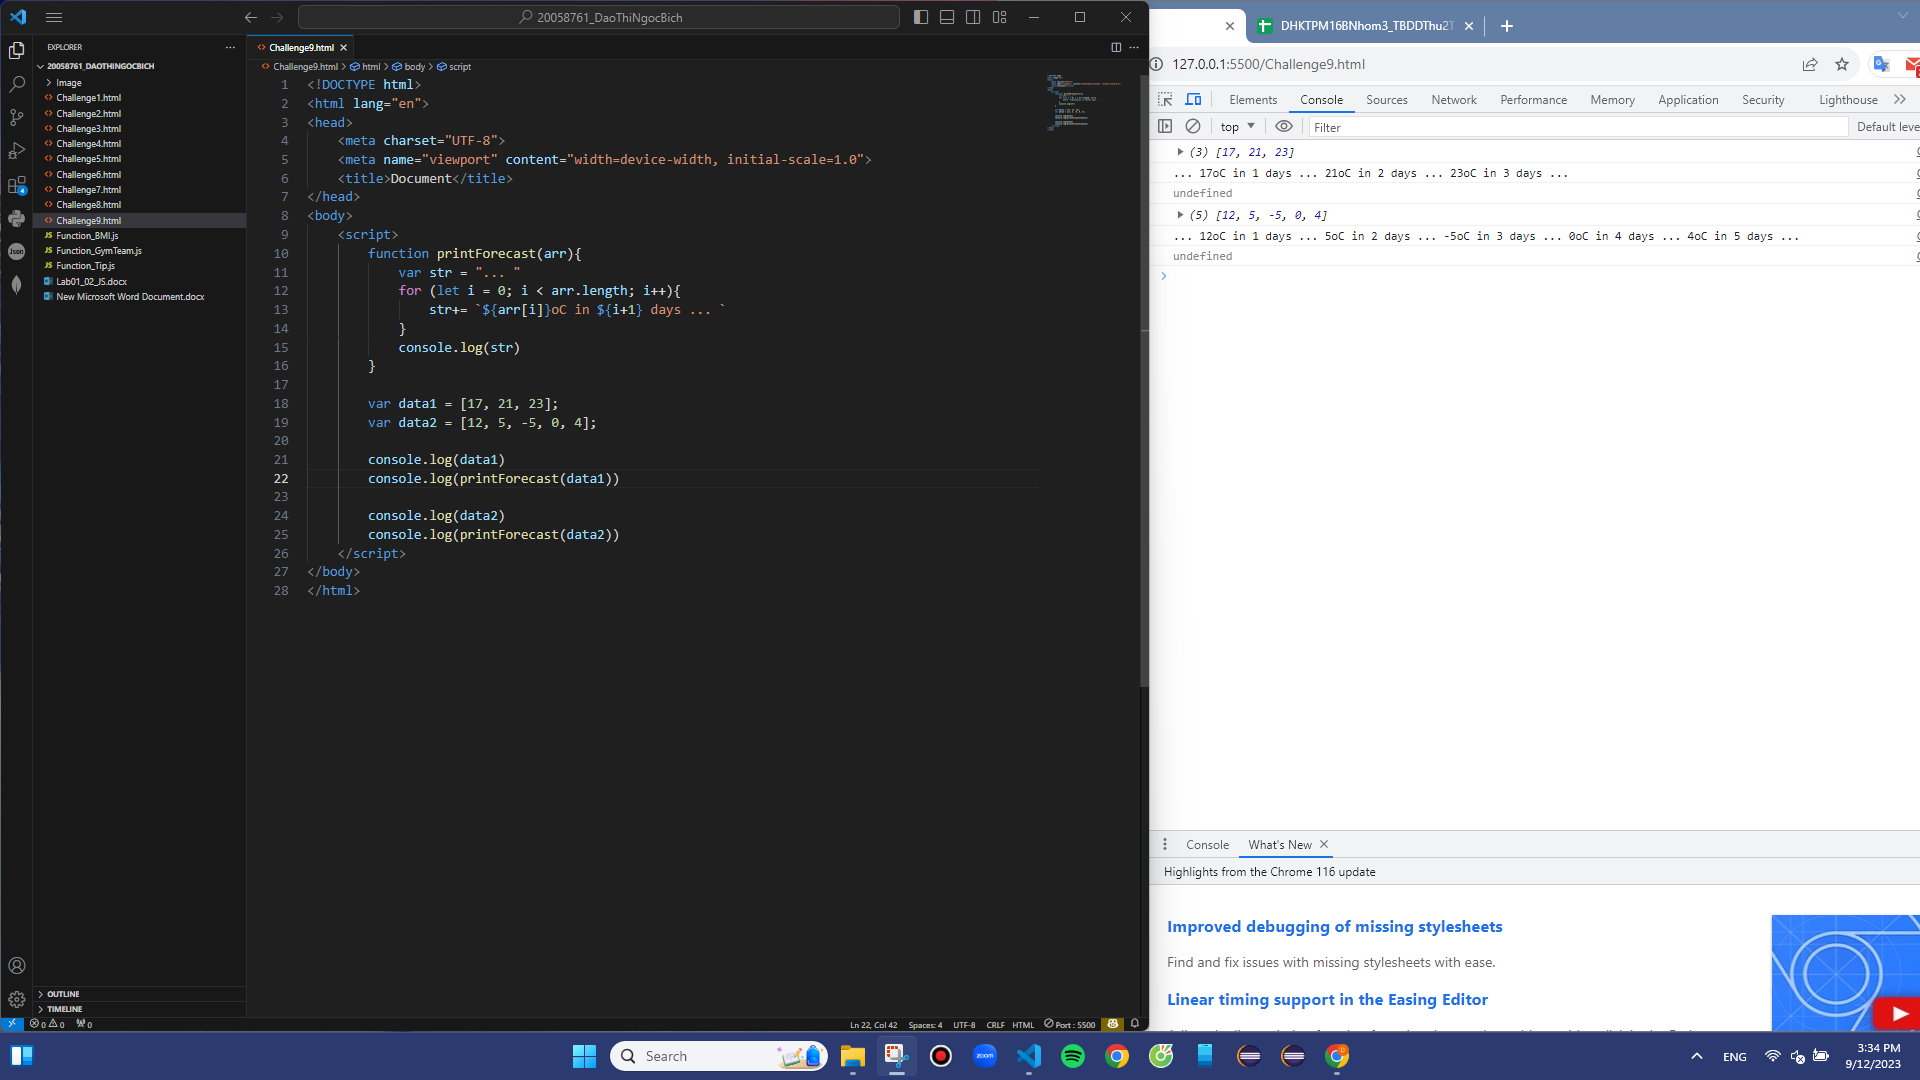 20058761_DaoThiNgocBich
EXPLORER
20058761_DAOTHINGOCBICH
Image
Challenge1.html
Challenge2.html
Challenge3.html
Challenge4.html
Challenge5.html
Challenge6.html
Challenge7.html
Challenge8.html
Challenge9.html
Function_BMI.js
Function_GymTeam.js
Function_Tip.js
Lab01_02_JS.docx
New Microsoft Word Document.docx
OUTLINE
TIMELINE
Challenge9.html
Challenge9.html > html > body > script
1 <!DOCTYPE html>
2 <html lang="en">
3 <head>
4 <meta charset="UTF-8">
5 <meta name="viewport" content="width=device-width, initial-scale=1.0">
6 <title>Document</title>
7 </head>
8 <body>
9 <script>
10 function printForecast(arr){
11 var str = "... "
12 for (let i = 0; i < arr.length; i++){
13 str+= `${arr[i]}oC in ${i+1} days ... `
14 }
15 console.log(str)
16 }
17
18 var data1 = [17, 21, 23];
19 var data2 = [12, 5, -5, 0, 4];
20
21 console.log(data1)
22 console.log(printForecast(data1))
23
24 console.log(data2)
25 console.log(printForecast(data2))
26 </script>
27 </body>
28 </html>
0 0 0
Ln 22, Col 42 Spaces: 4 UTF-8 CRLF HTML Port : 5500
DHKTPM16BNhom3_TBDDThu2T
127.0.0.1:5500/Challenge9.html
Elements Console Sources Network Performance Memory Application Security Lighthouse
top Filter Default leve
(3) [17, 21, 23]
... 17oC in 1 days ... 21oC in 2 days ... 23oC in 3 days ...
undefined
(5) [12, 5, -5, 0, 4]
... 12oC in 1 days ... 5oC in 2 days ... -5oC in 3 days ... 0oC in 4 days ... 4oC in 5 days ...
undefined
Console What's New
Highlights from the Chrome 116 update
Improved debugging of missing stylesheets
Find and fix issues with missing stylesheets with ease.
Linear timing support in the Easing Editor
Search
zoom
ENG
3:34 PM
9/12/2023